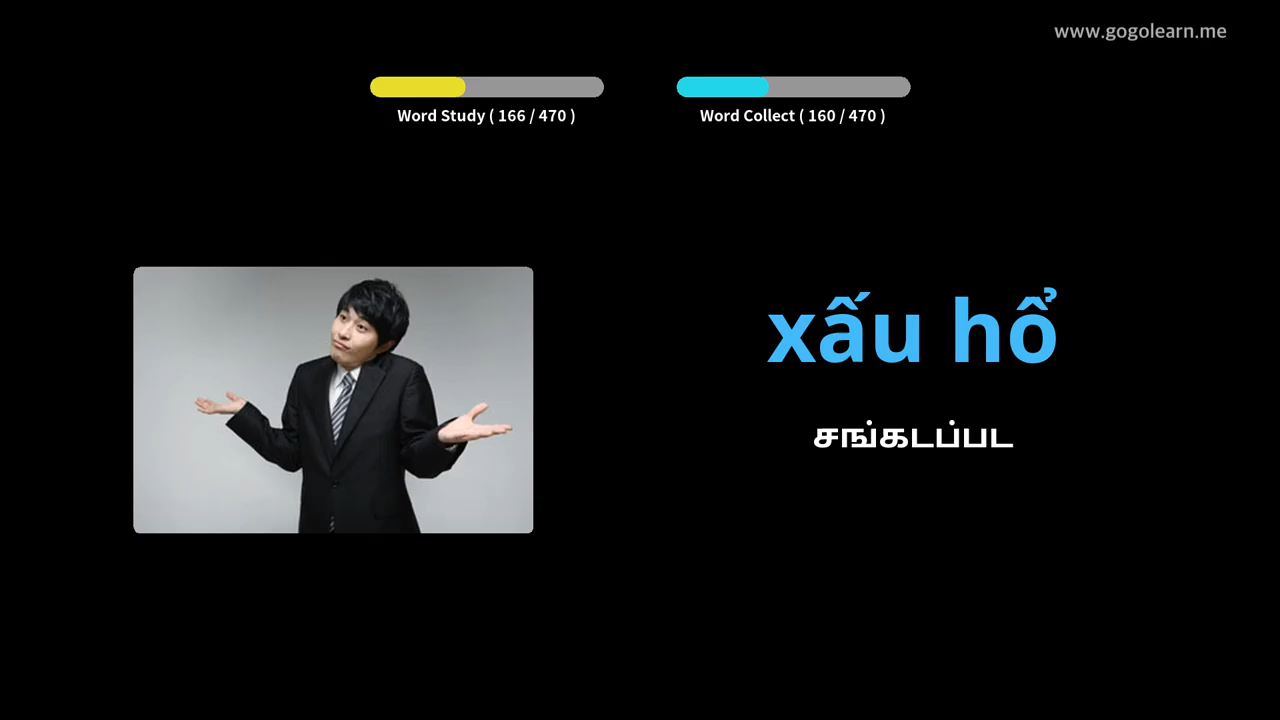 www.gogolearn.me
Word Study ( 166 / 470 )
Word Collect ( 160 / 470 )
xấu hổ
சங்கடப்பட